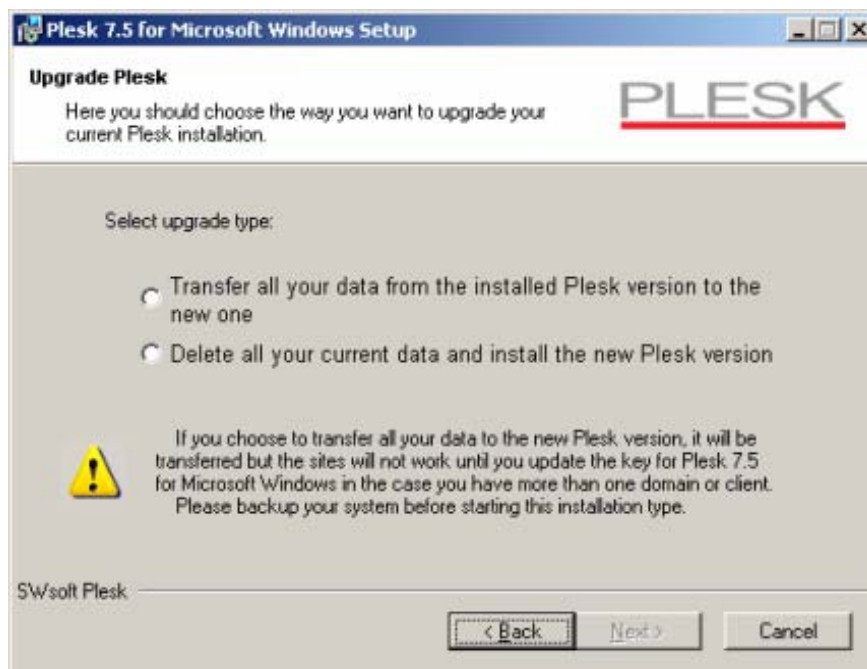 Plesk 7.5 for Microsoft Windows Setup
Upgrade Plesk
Here you should choose the way you want to upgrade your
current Plesk installation.
PLESK
Select upgrade type:
Transfer all your data from the installed Plesk version to the
new one
Delete all your current data and install the new Plesk version
If you choose to transfer all your data to the new Plesk version, it will be
transferred but the sites will not work until you update the key for Plesk 7.5
for Microsoft Windows in the case you have more than one domain or client.
Please backup your system before starting this installation type.
SWsoft Plesk
< Back
Next >
Cancel